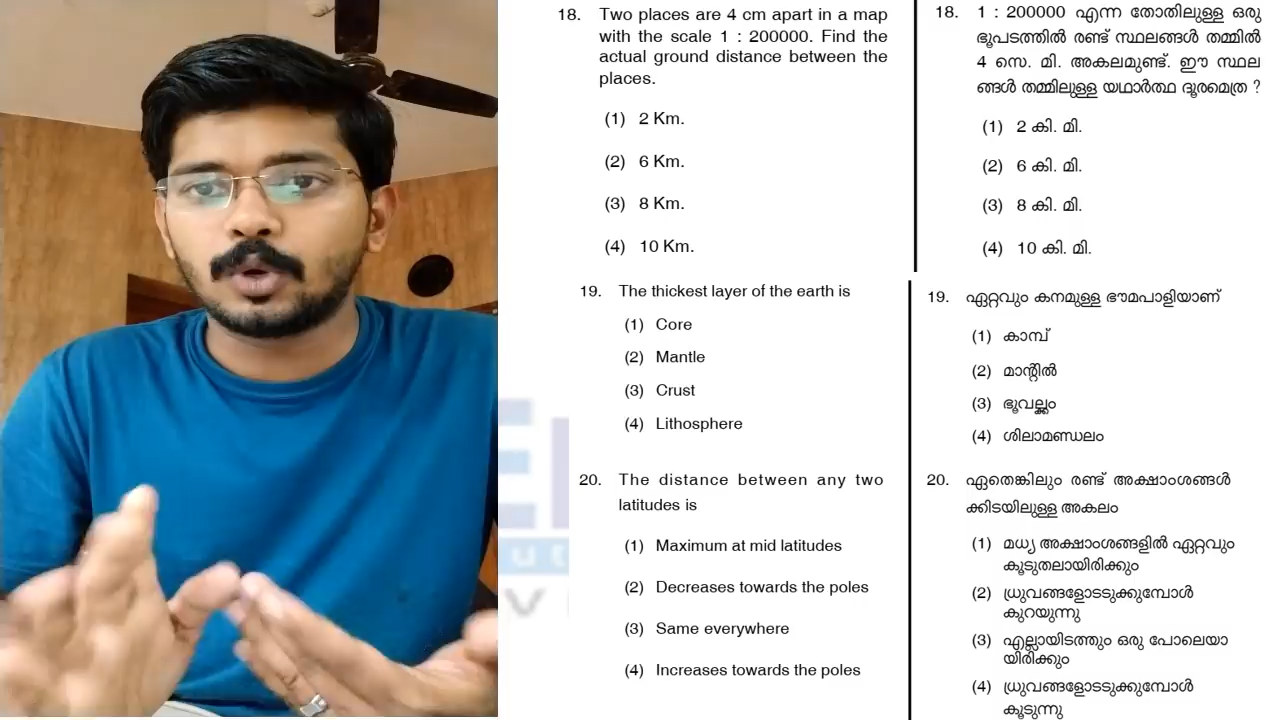 18. Two places are 4 cm apart in a map
with the scale 1 : 200000. Find the
actual ground distance between the
places.
(1) 2 Km.
(2) 6 Km.
(3) 8 Km.
(4) 10 Km.
19. The thickest layer of the earth is
(1) Core
(2) Mantle
(3) Crust
(4) Lithosphere
20. The distance between any two
latitudes is
(1) Maximum at mid latitudes
(2) Decreases towards the poles
(3) Same everywhere
(4) Increases towards the poles
18. 1 : 200000 എന്ന തോതിലുള്ള ഒരു
ഭൂപടത്തിൽ രണ്ട് സ്ഥലങ്ങൾ തമ്മിൽ
4 സെ. മി. അകലമുണ്ട്. ഈ സ്ഥല
ങ്ങൾ തമ്മിലുള്ള യഥാർത്ഥ ദൂരമെത്ര ?
(1) 2 കി. മി.
(2) 6 കി. മി.
(3) 8 കി. മി.
(4) 10 കി. മി.
19. ഏറ്റവും കനമുള്ള ഭൗമപാളിയാണ്
(1) കാമ്പ്
(2) മാന്റിൽ
(3) ഭൂവല്ക്കം
(4) ശിലാമണ്ഡലം
20. ഏതെങ്കിലും രണ്ട് അക്ഷാംശങ്ങൾ
ക്കിടയിലുള്ള അകലം
(1) മധ്യ അക്ഷാംശങ്ങളിൽ ഏറ്റവും
കൂടുതലായിരിക്കും
(2) ധ്രുവങ്ങളോടടുക്കുമ്പോൾ
കുറയുന്നു
(3) എല്ലായിടത്തും ഒരു പോലെയാ
യിരിക്കും
(4) ധ്രുവങ്ങളോടടുക്കുമ്പോൾ
കൂടുന്നു